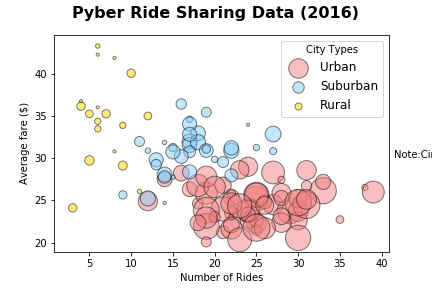 Pyber Ride Sharing Data (2016)
City Types
Urban
Suburban
Rural
40
35
30
25
20
Average fare ($)
Note:Cir
5 10 15 20 25 30 35 40
Number of Rides